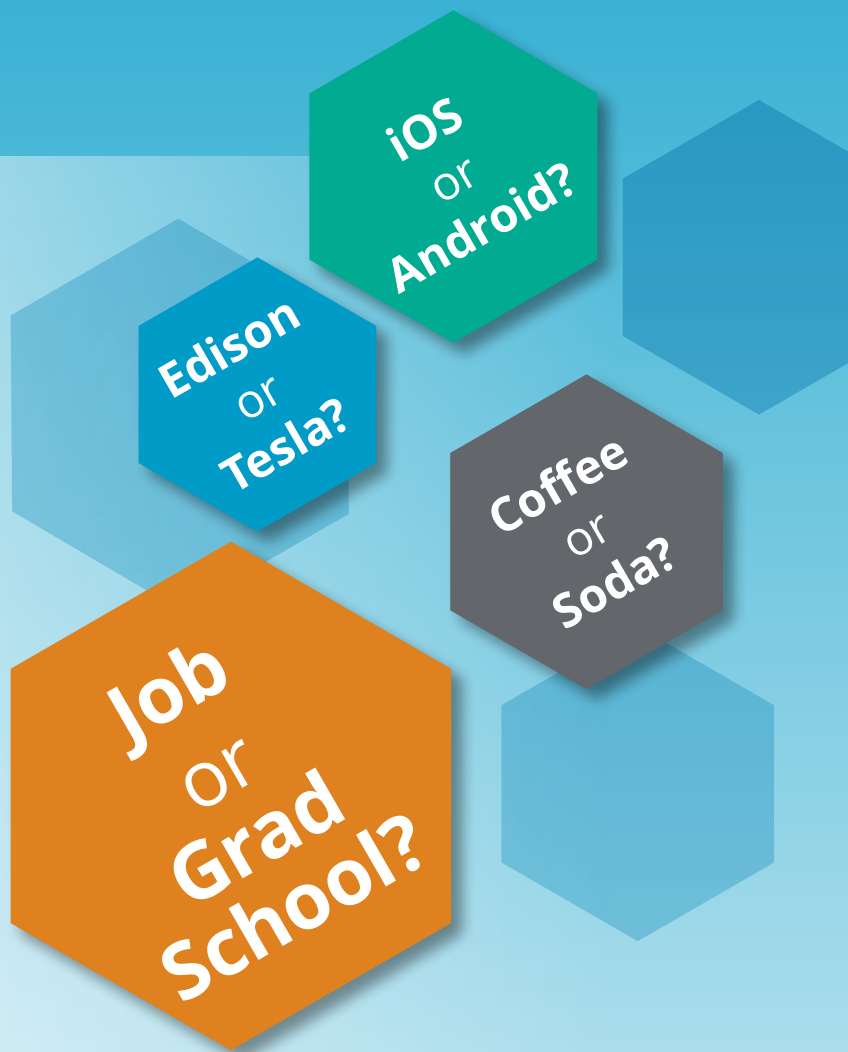 iOS
or
Android?
Edison
or
Tesla?
Coffee
or
Soda?
Job
or
Grad
School?